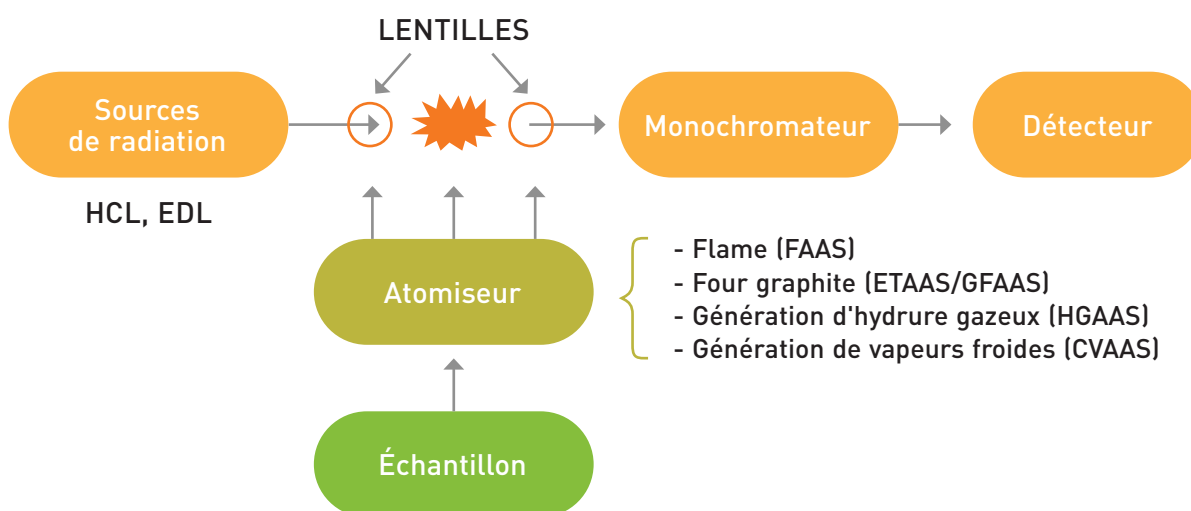 LENTILLES
Sources
de radiation
Monochromateur
Détecteur
HCL, EDL
Atomiseur
- Flame (FAAS)
- Four graphite (ETAAS/GFAAS)
- Génération d'hydrure gazeux (HGAAS)
- Génération de vapeurs froides (CVAAS)
Échantillon